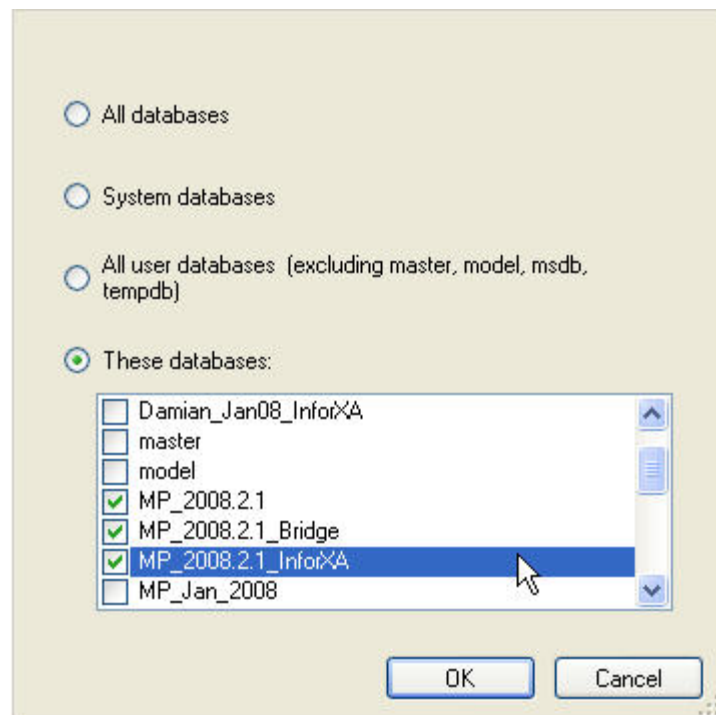 All databases
System databases
All user databases (excluding master, model, msdb,
tempdb)
These databases:
Damian_Jan08_InforXA
master
model
MP_2008.2.1
MP_2008.2.1_Bridge
MP_2008.2.1_InforXA
MP_Jan_2008
OK Cancel